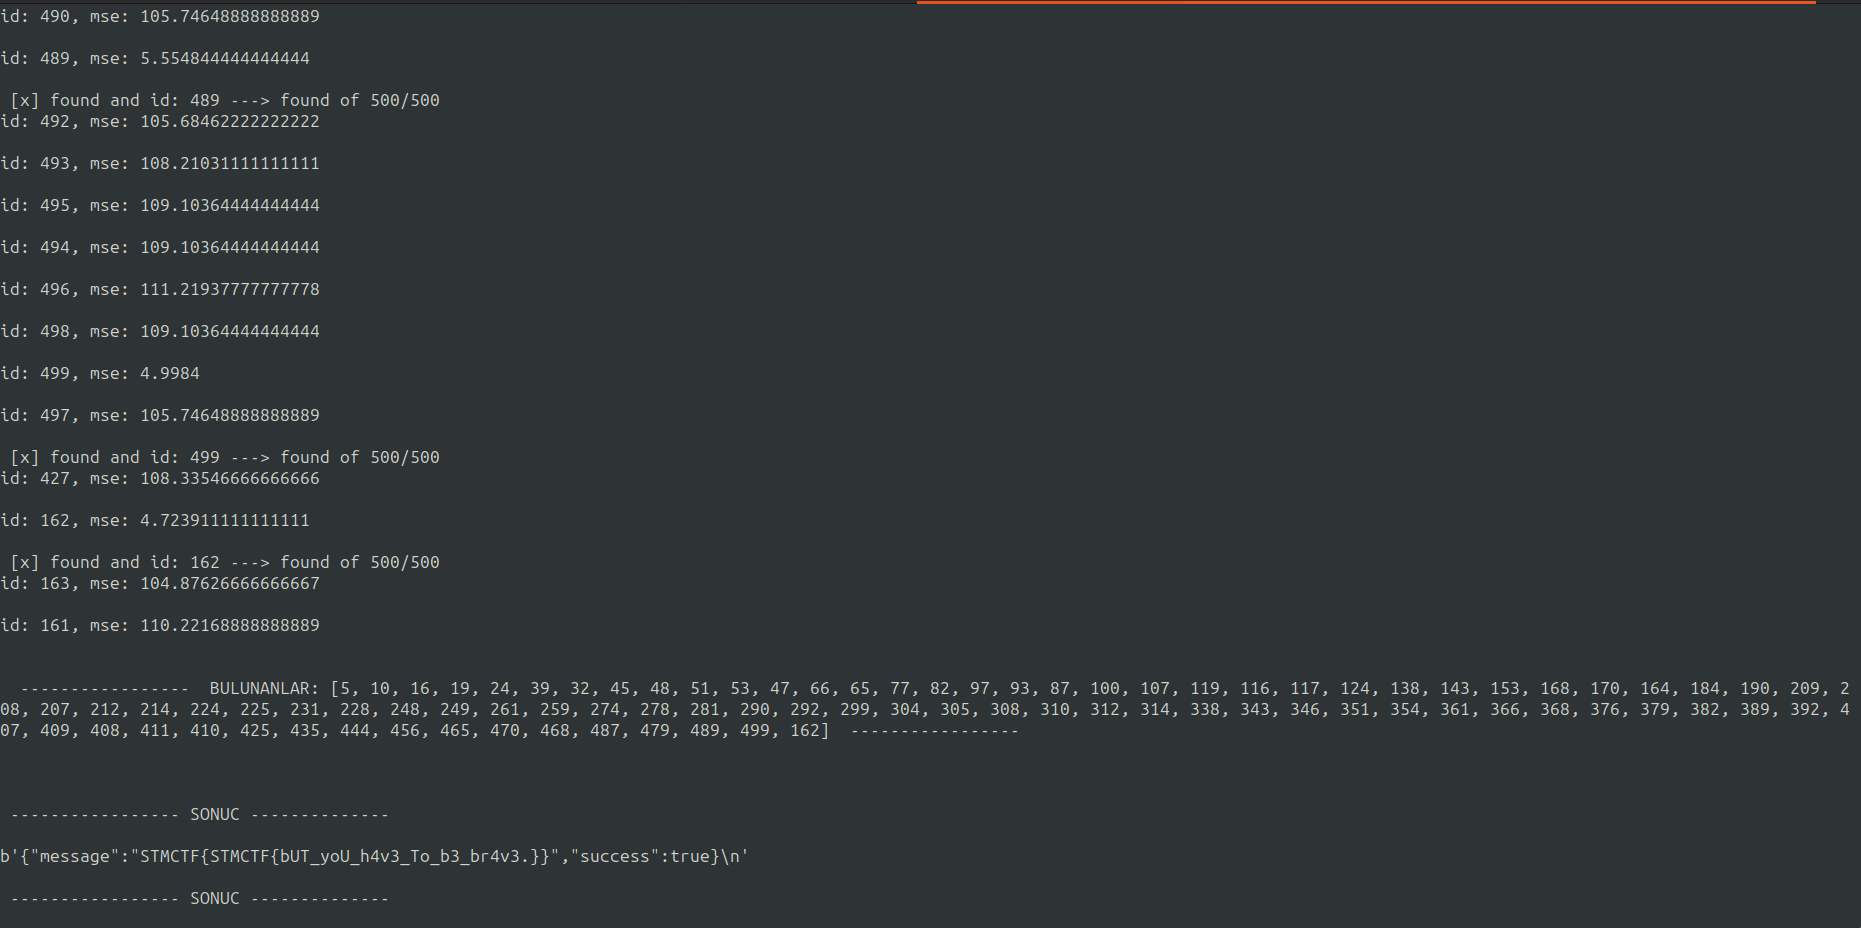 id: 490, mse: 105.74648888888889
id: 489, mse: 5.554844444444444
[x] found and id: 489 ---> found of 500/500
id: 492, mse: 105.68462222222222
id: 493, mse: 108.21031111111111
id: 495, mse: 109.10364444444444
id: 494, mse: 109.10364444444444
id: 496, mse: 111.21937777777778
id: 498, mse: 109.10364444444444
id: 499, mse: 4.9984
id: 497, mse: 105.74648888888889
[x] found and id: 499 ---> found of 500/500
id: 427, mse: 108.33546666666666
id: 162, mse: 4.723911111111111
[x] found and id: 162 ---> found of 500/500
id: 163, mse: 104.87626666666667
id: 161, mse: 110.22168888888889
----------------- BULUNANLAR: [5, 10, 16, 19, 24, 39, 32, 45, 48, 51, 53, 47, 66, 65, 77, 82, 97, 93, 87, 100, 107, 119, 116, 117, 124, 138, 143, 153, 168, 170, 164, 184, 190, 209, 2
08, 207, 212, 214, 224, 225, 231, 228, 248, 249, 261, 259, 274, 278, 281, 290, 292, 299, 304, 305, 308, 310, 312, 314, 338, 343, 346, 351, 354, 361, 366, 368, 376, 379, 382, 389, 392, 4
07, 409, 408, 411, 410, 425, 435, 444, 456, 465, 470, 468, 487, 479, 489, 499, 162] -----------------
----------------- SONUC --------------
b'{"message":"STMCTF{STMCTF{bUT_yoU_h4v3_To_b3_br4v3.}}","success":true}\n'
----------------- SONUC --------------